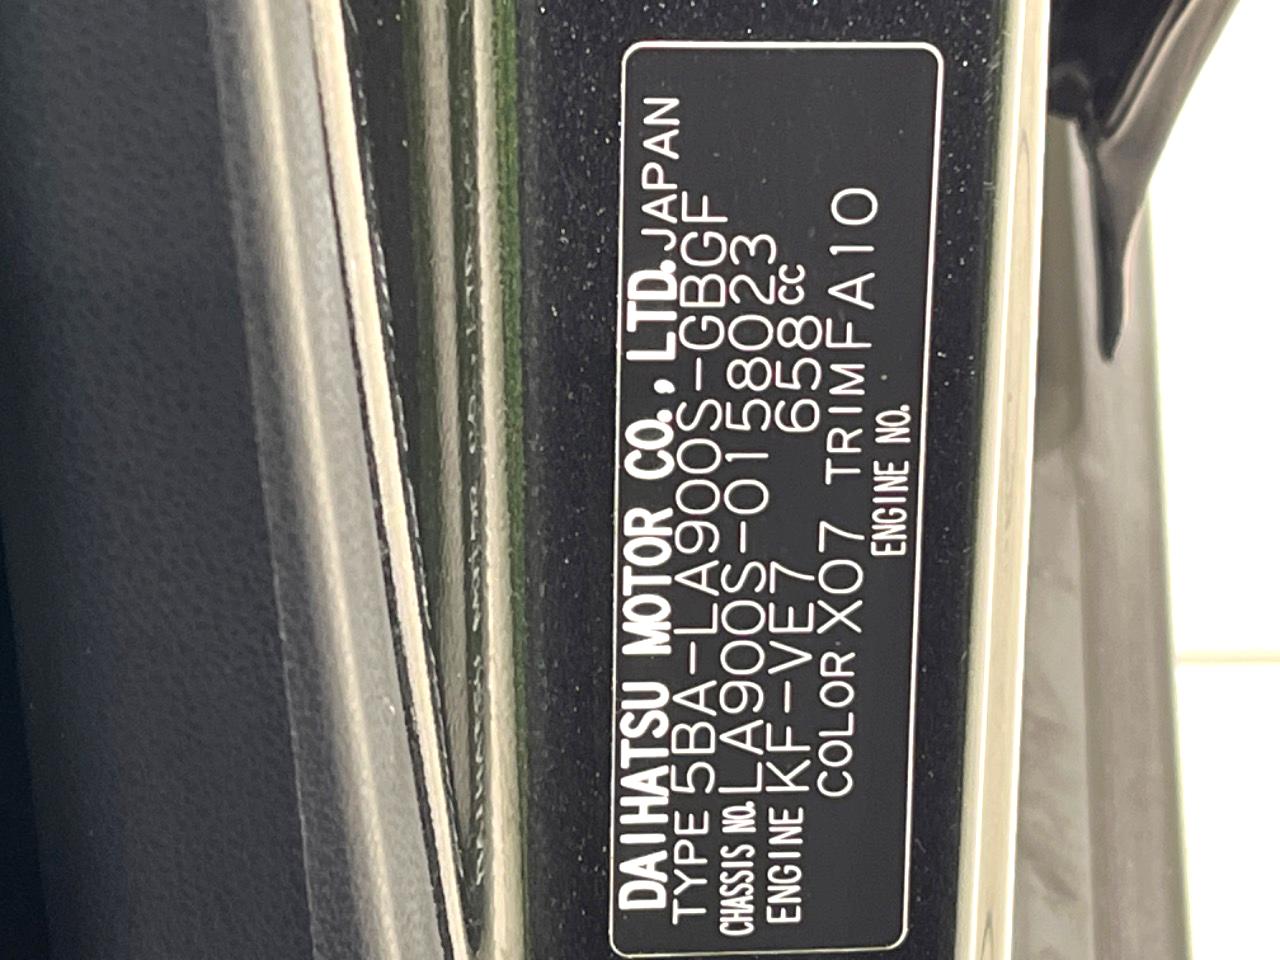 DAIHATSU MOTOR CO., LTD. JAPAN
TYPE 5BA-LA900S-GBGF
CHASSIS NO. LA900S-0158023
ENGINE KF-VE7 658cc
COLOR X07 TRIM FA10
ENGINE NO.